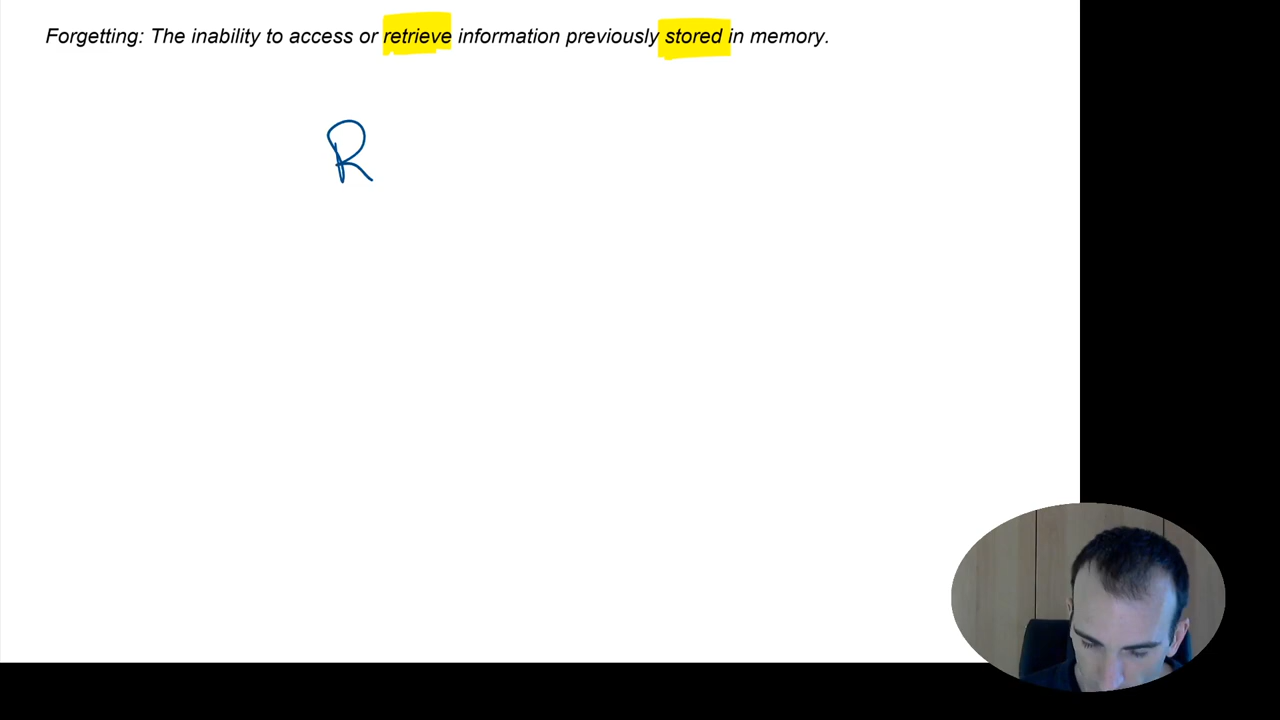 Forgetting: The inability to access or retrieve information previously stored in memory.
R